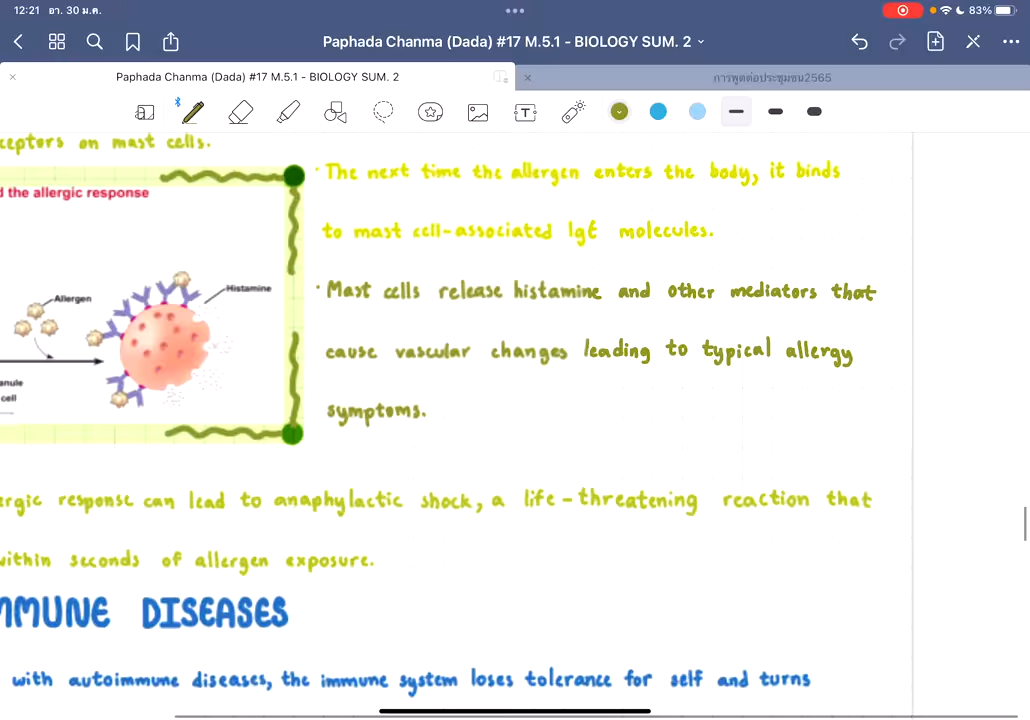 12:21 อา. 30 ม.ค.
83%
Paphada Chanma (Dada) #17 M.5.1 - BIOLOGY SUM. 2
Paphada Chanma (Dada) #17 M.5.1 - BIOLOGY SUM. 2
การพูดต่อประชุมชน2565
ceptors on mast cells.
d the allergic response
Allergen
Histamine
anule
cell
· The next time the allergen enters the body, it binds
to mast cell-associated IgE molecules.
· Mast cells release histamine and other mediators that
cause vascular changes leading to typical allergy
symptoms.
ergic response can lead to anaphylactic shock, a life-threatening reaction that
within seconds of allergen exposure.
MMUNE DISEASES
with autoimmune diseases, the immune system loses tolerance for self and turns